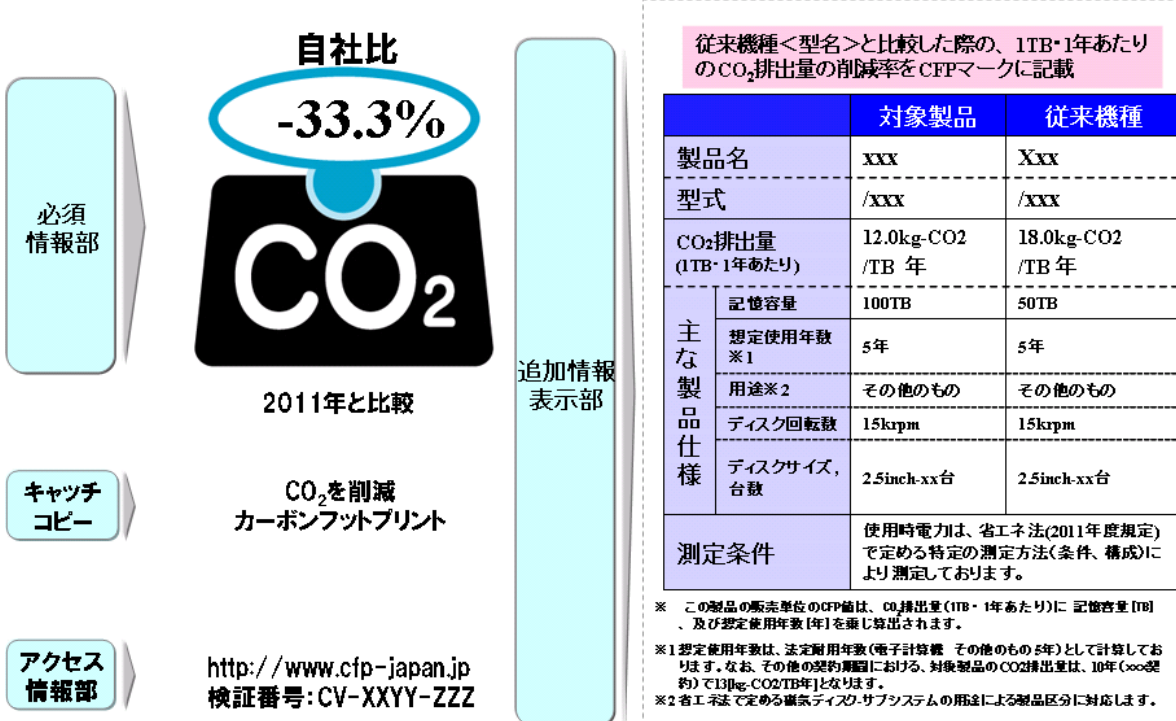 必須
情報部
自社比
-33.3%
CO2
2011年と比較
キャッチ
コピー
CO₂を削減
カーボンフットプリント
アクセス
情報部
http://www.cfp-japan.jp
検証番号:CV-XXYY-ZZZ
追加情報
表示部
従来機種<型名>と比較した際の、1TB・1年あたり
のCO₂排出量の削減率をCFPマークに記載
対象製品 従来機種
製品名 xxx Xxx
型式 /xxx /xxx
CO₂排出量 12.0kg-CO2 18.0kg-CO2
(1TB・1年あたり) /TB 年 /TB 年
主な製品仕様
記憶容量 100TB 50TB
想定使用年数
※1 5年 5年
用途※2 その他のもの その他のもの
ディスク回転数 15krpm 15krpm
ディスクサイズ,
台数 2.5inch-xx台 2.5inch-xx台
測定条件
使用時電力は、省エネ法(2011年度規定)
で定める特定の測定方法(条件、構成)に
より測定しております。
※ この製品の販売単位のCFP値は、CO₂排出量(1TB・1年あたり)に 記憶容量[TB]
、及び想定使用年数[年]を乗じ算出されます。
※1 想定使用年数は、法定耐用年数(電子計算機 その他のもの 5年)として計算してお
ります。なお、その他の契約期間における、対象製品のCO2排出量は、10年(xxx契
約)で13[kg-CO2/TB年]となります。
※2 省エネ法で定める磁気ディスク-サブシステムの用途による製品区分に対応します。